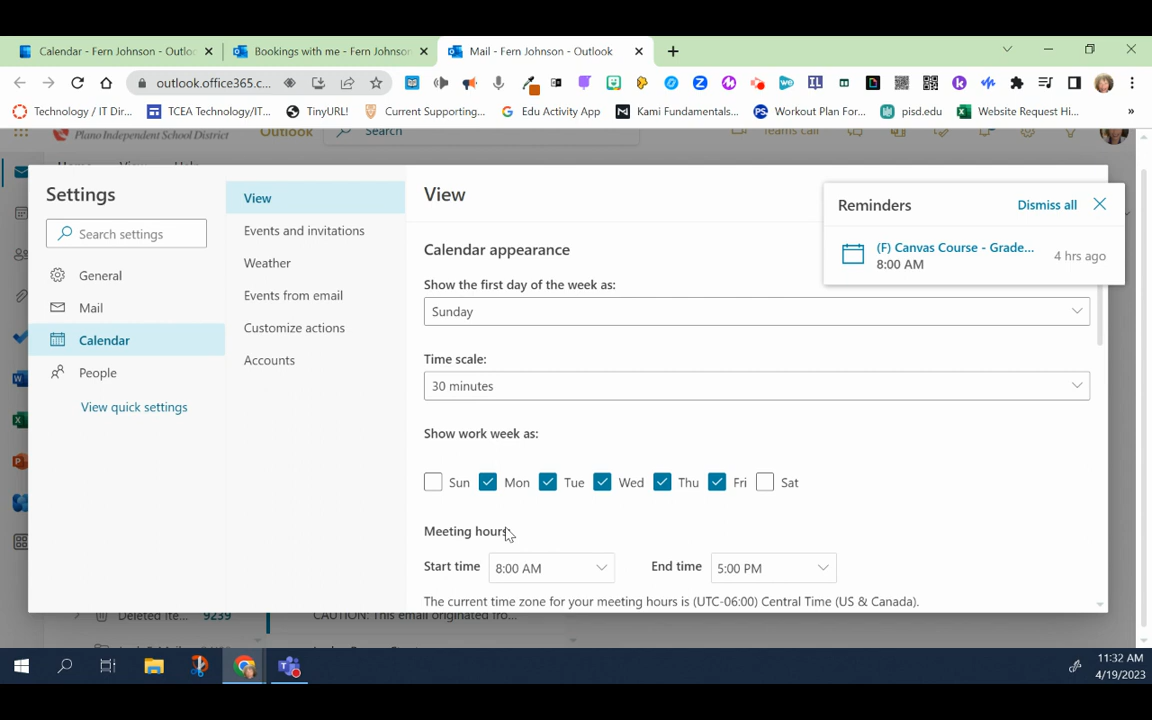 Calendar - Fern Johnson - Outlo
Bookings with me - Fern Johnson
Mail - Fern Johnson - Outlook
outlook.office365.c...
Technology / IT Dir...
TCEA Technology/IT...
TinyURL!
Current Supporting...
Edu Activity App
Kami Fundamentals...
Workout Plan For...
pisd.edu
Website Request Hi...
»
Plano Independent School District
Outlook
Search
Teams call
Settings
Search settings
General
Mail
Calendar
People
View quick settings
View
Events and invitations
Weather
Events from email
Customize actions
Accounts
View
Calendar appearance
Show the first day of the week as:
Sunday
Time scale:
30 minutes
Show work week as:
Sun Mon Tue Wed Thu Fri Sat
Meeting hours:
Start time 8:00 AM End time 5:00 PM
The current time zone for your meeting hours is (UTC-06:00) Central Time (US & Canada).
Reminders
Dismiss all
(F) Canvas Course - Grade...
8:00 AM
4 hrs ago
Deleted Ite... 9239
CAUTION: This email originated fro...
11:32 AM
4/19/2023